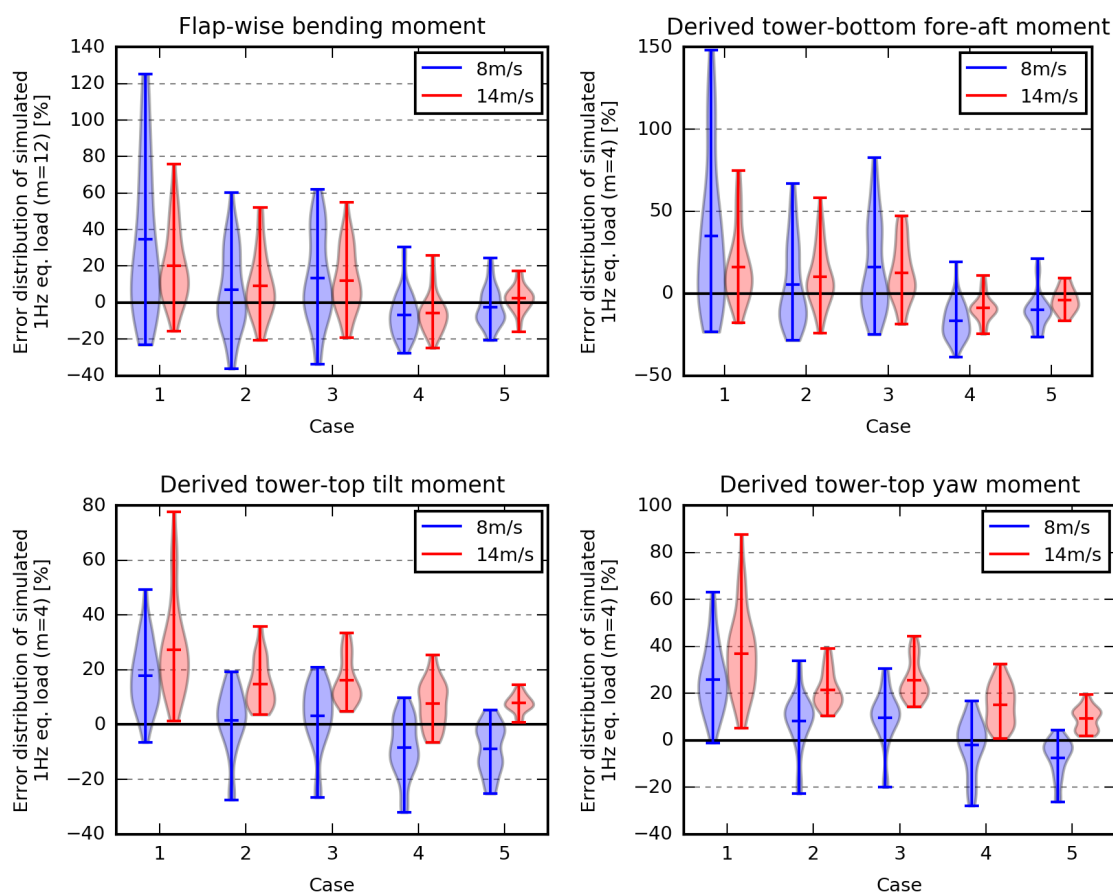 Flap-wise bending moment
Error distribution of simulated
1Hz eq. load (m=12) [%]
140
120
100
80
60
40
20
0
−20
−40
8m/s
14m/s
1 2 3 4 5
Case
Derived tower-bottom fore-aft moment
Error distribution of simulated
1Hz eq. load (m=4) [%]
150
100
50
0
−50
8m/s
14m/s
1 2 3 4 5
Case
Derived tower-top tilt moment
Error distribution of simulated
1Hz eq. load (m=4) [%]
80
60
40
20
0
−20
−40
8m/s
14m/s
1 2 3 4 5
Case
Derived tower-top yaw moment
Error distribution of simulated
1Hz eq. load (m=4) [%]
100
80
60
40
20
0
−20
−40
8m/s
14m/s
1 2 3 4 5
Case